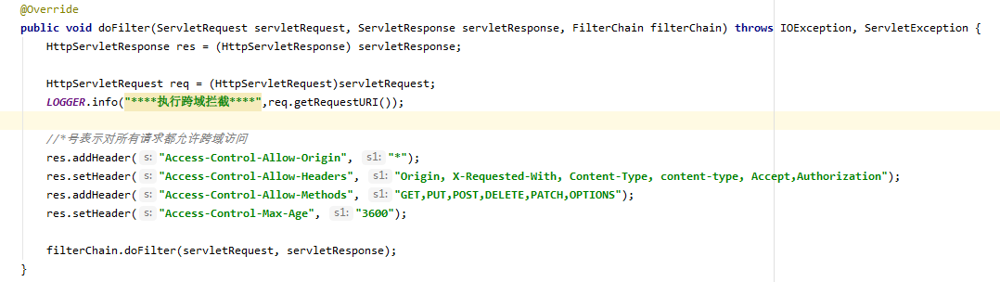 @Override
public void doFilter(ServletRequest servletRequest, ServletResponse servletResponse, FilterChain filterChain) throws IOException, ServletException {
HttpServletResponse res = (HttpServletResponse) servletResponse;
HttpServletRequest req = (HttpServletRequest)servletRequest;
LOGGER.info("****执行跨域拦截****",req.getRequestURI());
//*号表示对所有请求都允许跨域访问
res.addHeader( s: "Access-Control-Allow-Origin", s1: "*");
res.setHeader( s: "Access-Control-Allow-Headers", s1: "Origin, X-Requested-With, Content-Type, content-type, Accept,Authorization");
res.addHeader( s: "Access-Control-Allow-Methods", s1: "GET,PUT,POST,DELETE,PATCH,OPTIONS");
res.setHeader( s: "Access-Control-Max-Age", s1: "3600");
filterChain.doFilter(servletRequest, servletResponse);
}